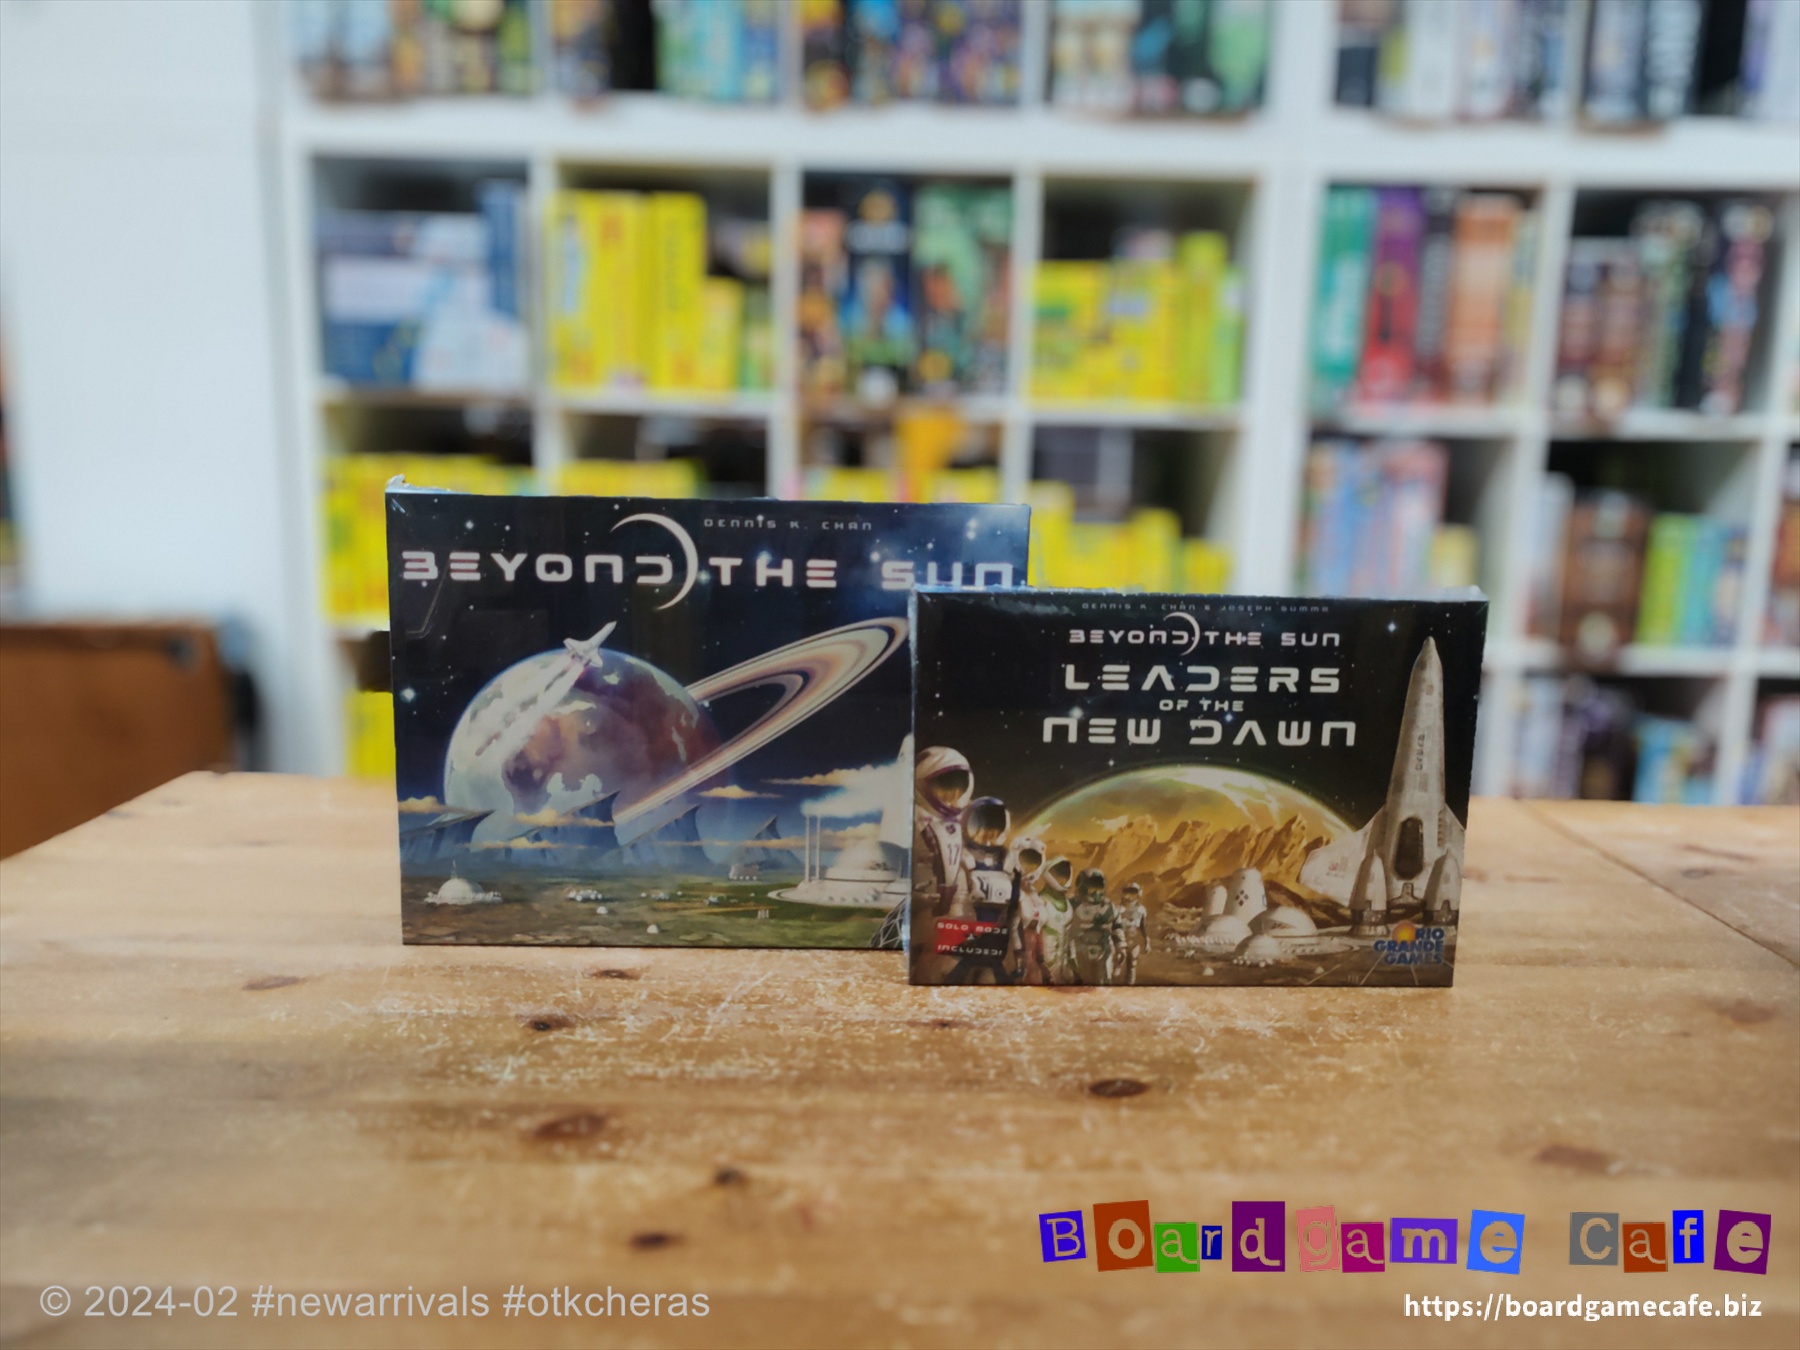 DENNIS K. CHAN
BEYOND THE SUN
DENNIS K. CHAN & JOSEPH SUMMA
BEYOND THE SUN
LEADERS
OF THE
NEW DAWN
17
SOLO MODE
INCLUDED!
RIO
GRANDE
GAMES
Boardgame Cafe
© 2024-02 #newarrivals #otkcheras
https://boardgamecafe.biz